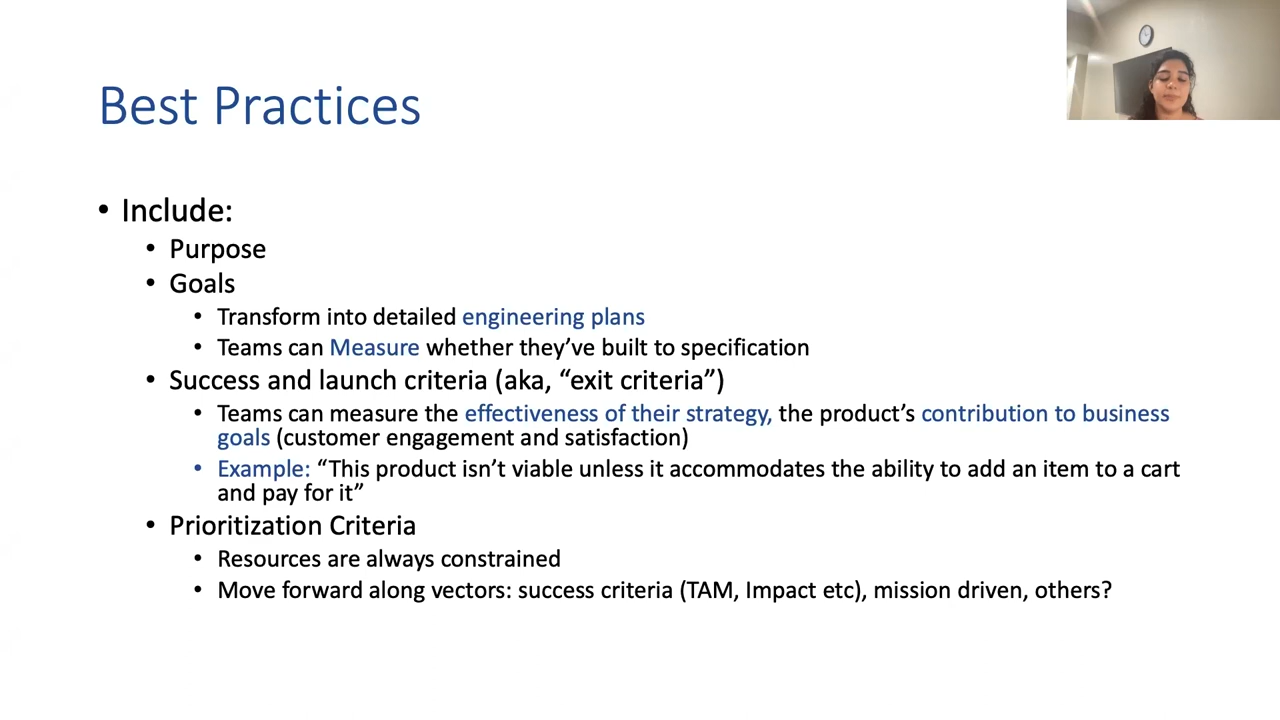 Best Practices
• Include:
• Purpose
• Goals
• Transform into detailed engineering plans
• Teams can Measure whether they’ve built to specification
• Success and launch criteria (aka, “exit criteria”)
• Teams can measure the effectiveness of their strategy, the product’s contribution to business
goals (customer engagement and satisfaction)
• Example: “This product isn’t viable unless it accommodates the ability to add an item to a cart
and pay for it”
• Prioritization Criteria
• Resources are always constrained
• Move forward along vectors: success criteria (TAM, Impact etc), mission driven, others?